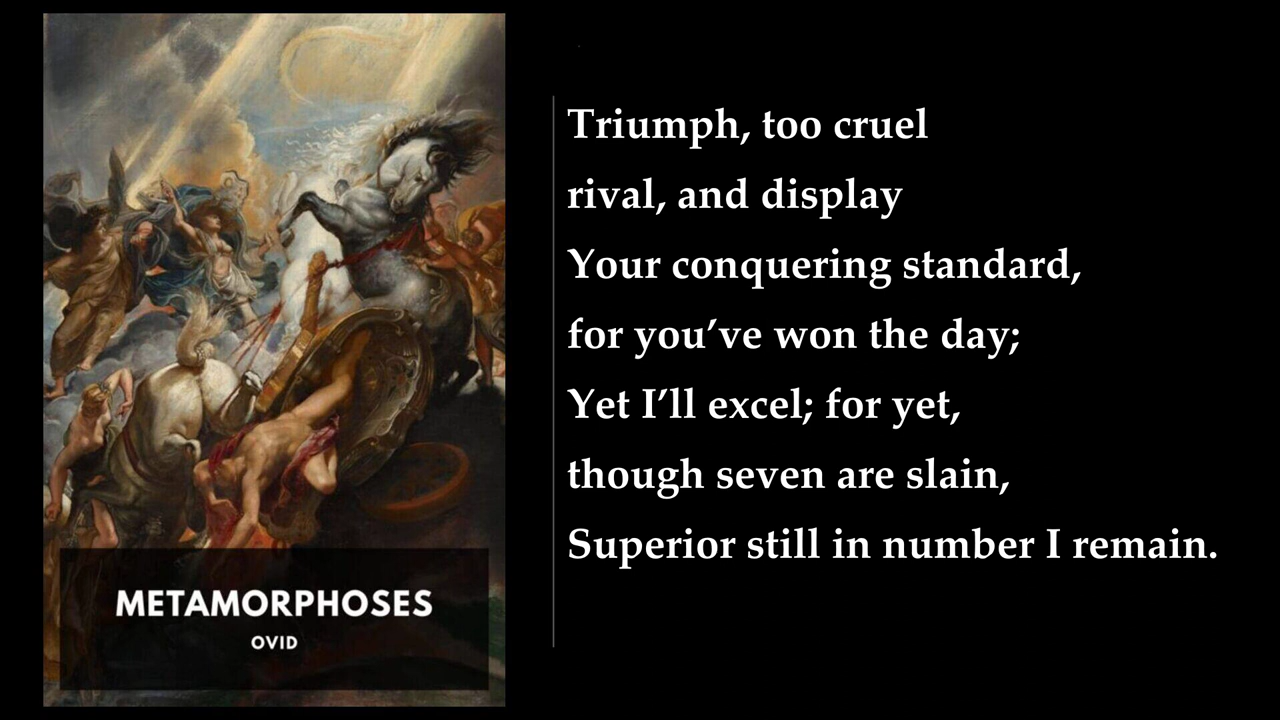 METAMORPHOSES
OVID
Triumph, too cruel
rival, and display
Your conquering standard,
for you’ve won the day;
Yet I’ll excel; for yet,
though seven are slain,
Superior still in number I remain.